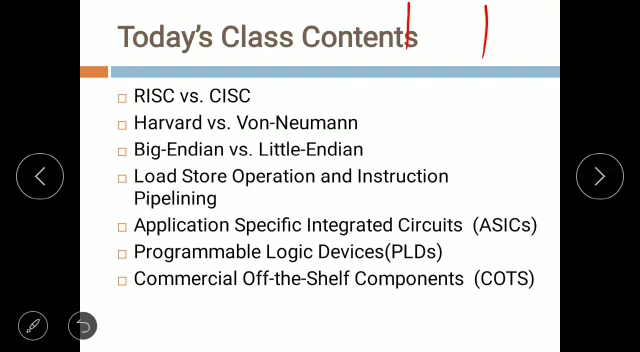 Today's Class Contents
RISC vs. CISC
Harvard vs. Von-Neumann
Big-Endian vs. Little-Endian
Load Store Operation and Instruction
Pipelining
Application Specific Integrated Circuits (ASICs)
Programmable Logic Devices(PLDs)
Commercial Off-the-Shelf Components (COTS)